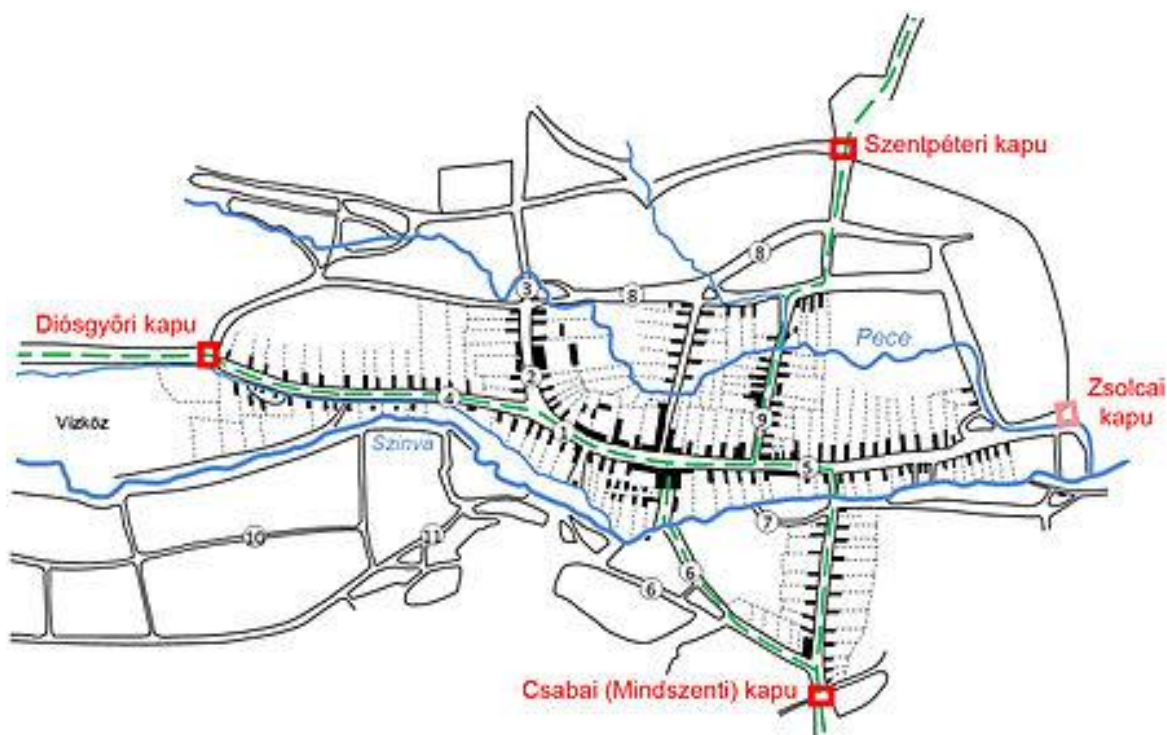 Szentpéteri kapu
8
3
8
Diósgyőri kapu
Pece
2
Zsolcai
kapu
4
9
Vízköz
Szinva
1
5
7
10
11
6
6
Csabai (Mindszenti) kapu